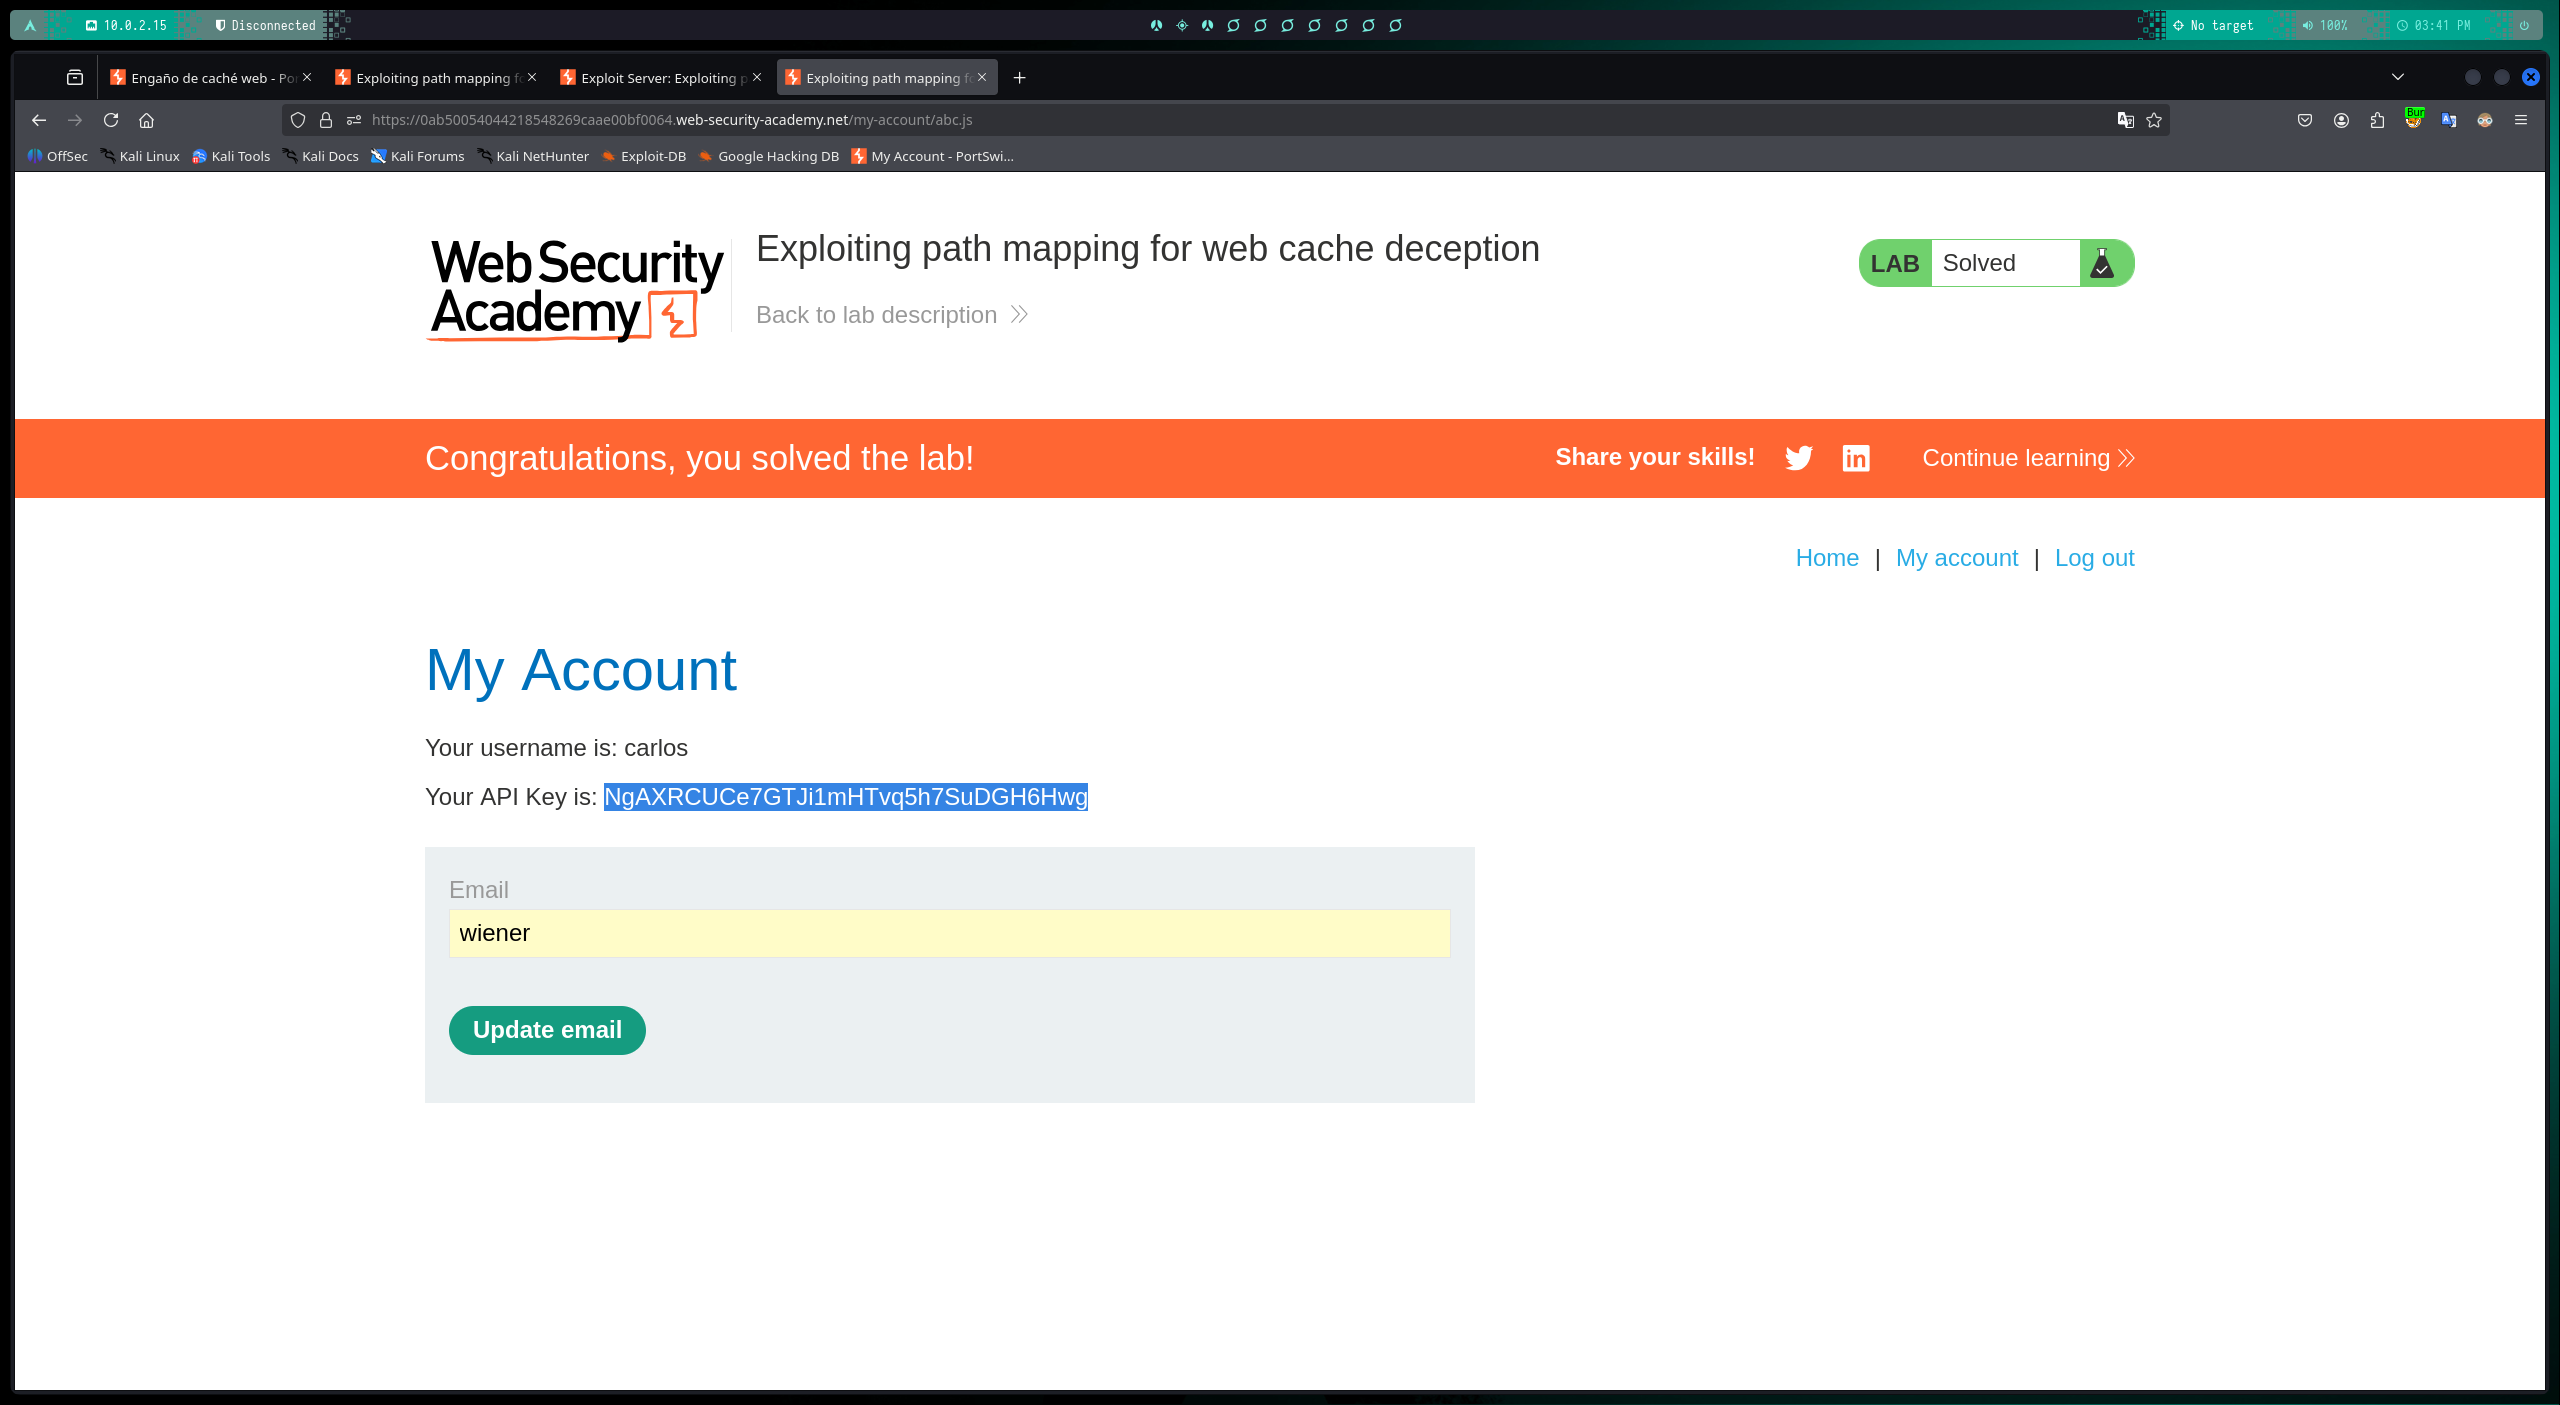 10.0.2.15
Disconnected
No target
100%
03:41 PM
Engaño de caché web - Po
Exploiting path mapping fo
Exploit Server: Exploiting p
Exploiting path mapping fo
https://0ab50054044218548269caae00bf0064.web-security-academy.net/my-account/abc.js
Bur
OffSec
Kali Linux
Kali Tools
Kali Docs
Kali Forums
Kali NetHunter
Exploit-DB
Google Hacking DB
My Account - PortSwi...
Web Security
Academy
Exploiting path mapping for web cache deception
Back to lab description
LAB
Solved
Congratulations, you solved the lab!
Share your skills!
Continue learning
Home | My account | Log out
My Account
Your username is: carlos
Your API Key is: NgAXRCUCe7GTJi1mHTvq5h7SuDGH6Hwg
Email
wiener
Update email